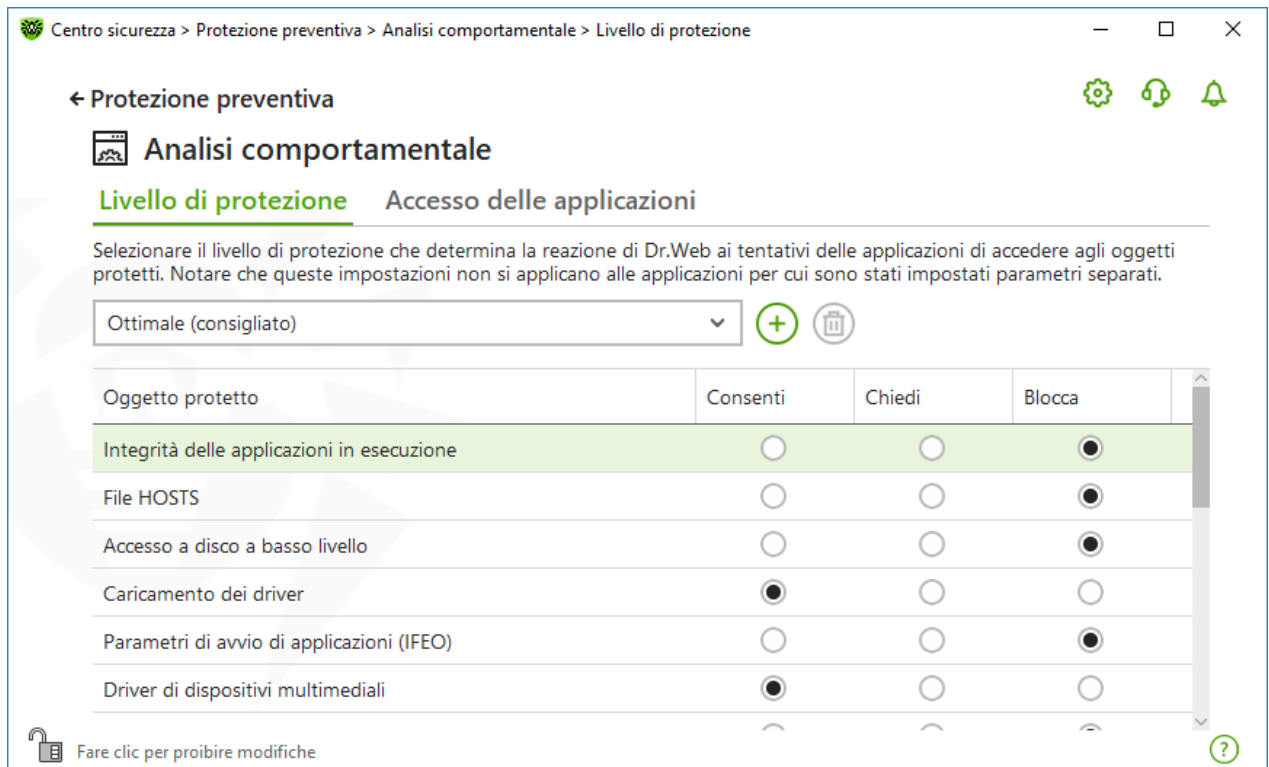 Centro sicurezza > Protezione preventiva > Analisi comportamentale > Livello di protezione
Protezione preventiva
Analisi comportamentale
Livello di protezione Accesso delle applicazioni
Selezionare il livello di protezione che determina la reazione di Dr.Web ai tentativi delle applicazioni di accedere agli oggetti
protetti. Notare che queste impostazioni non si applicano alle applicazioni per cui sono stati impostati parametri separati.
Ottimale (consigliato)
Oggetto protetto Consenti Chiedi Blocca
Integrità delle applicazioni in esecuzione
File HOSTS
Accesso a disco a basso livello
Caricamento dei driver
Parametri di avvio di applicazioni (IFEO)
Driver di dispositivi multimediali
Fare clic per proibire modifiche